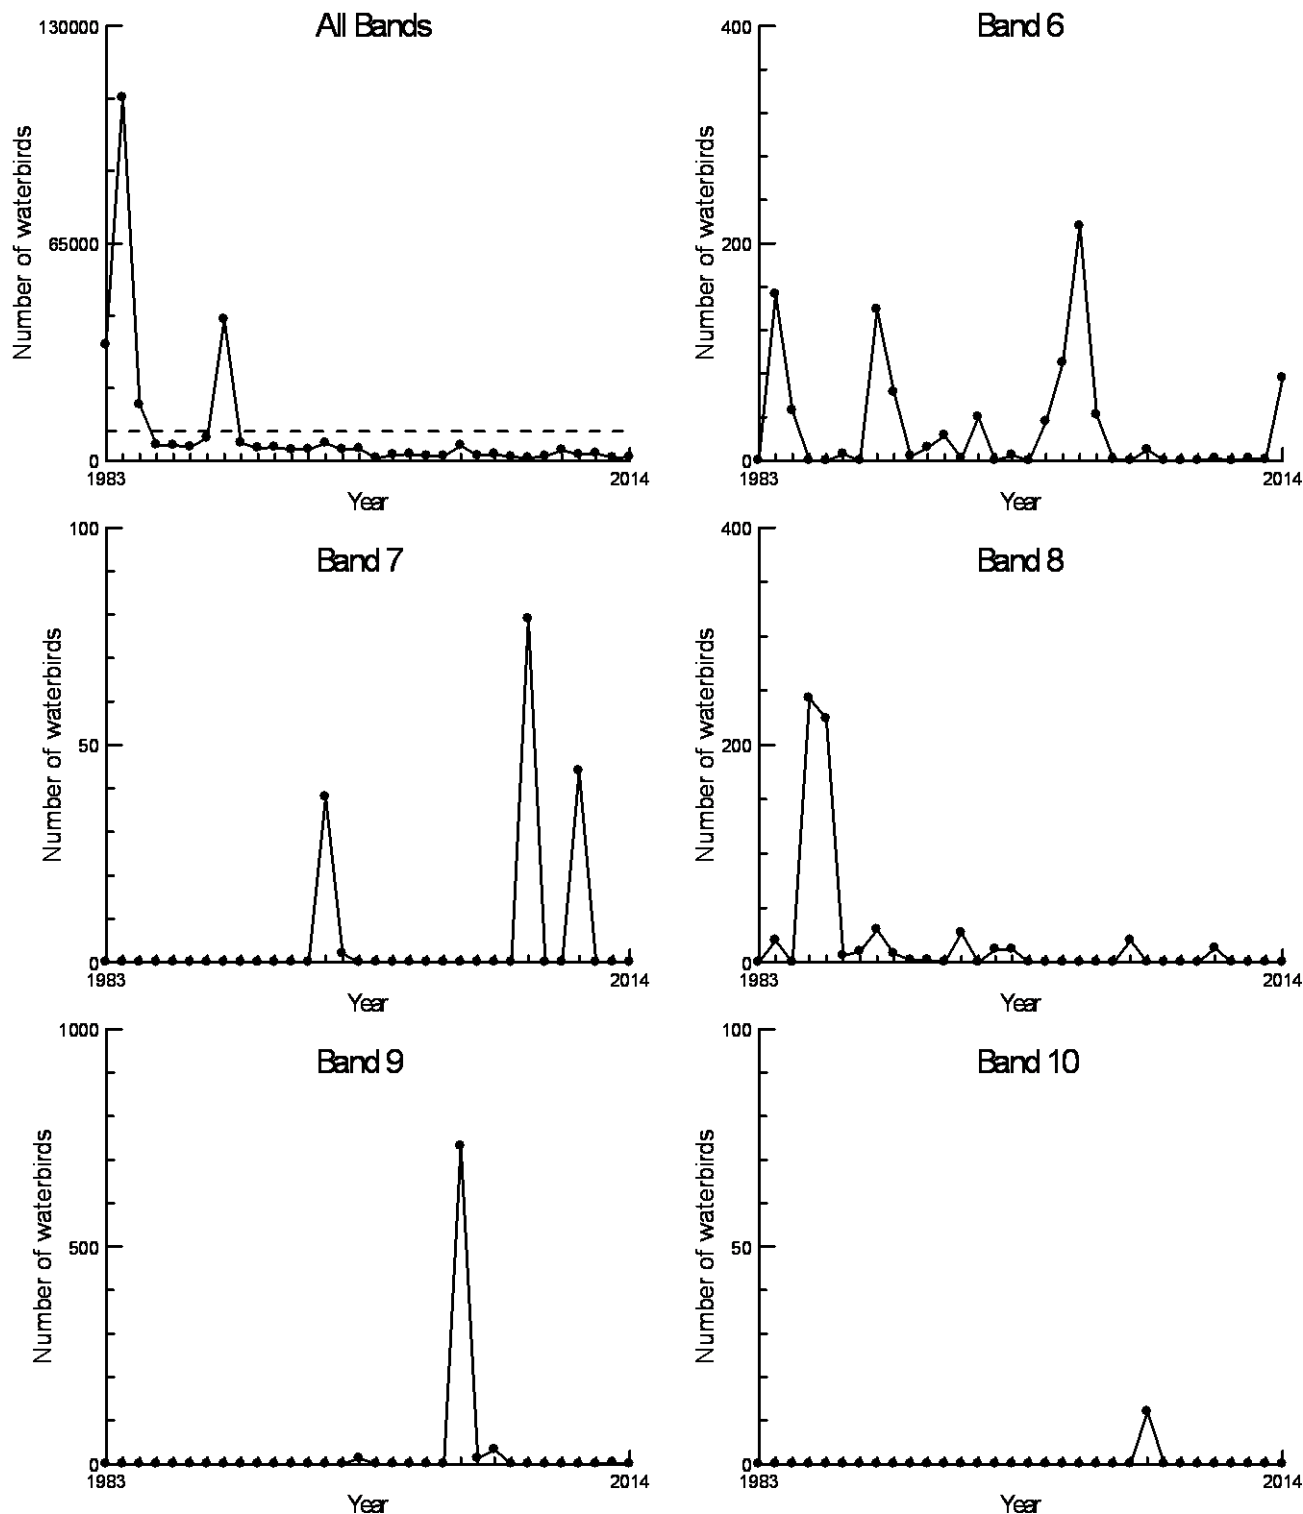 All Bands
130000
65000
0
Number of waterbirds
1983
2014
Year
Band 6
400
200
0
Number of waterbirds
1983
2014
Year
Band 7
100
50
0
Number of waterbirds
1983
2014
Year
Band 8
400
200
0
Number of waterbirds
1983
2014
Year
Band 9
1000
500
0
Number of waterbirds
1983
2014
Year
Band 10
100
50
0
Number of waterbirds
1983
2014
Year